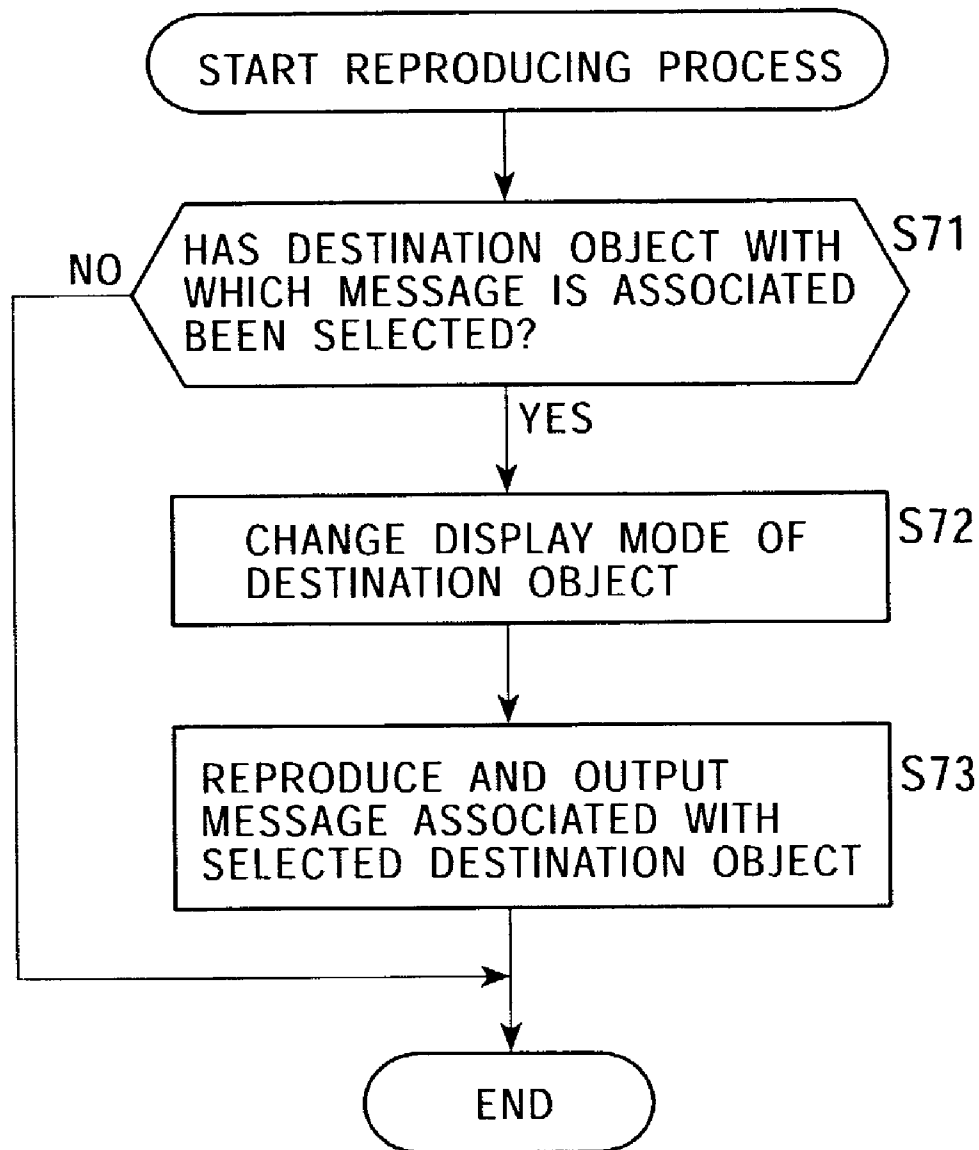 START REPRODUCING PROCESS
HAS DESTINATION OBJECT WITH
WHICH MESSAGE IS ASSOCIATED
BEEN SELECTED?
S71
NO
YES
CHANGE DISPLAY MODE OF
DESTINATION OBJECT
S72
REPRODUCE AND OUTPUT
MESSAGE ASSOCIATED WITH
SELECTED DESTINATION OBJECT
S73
END